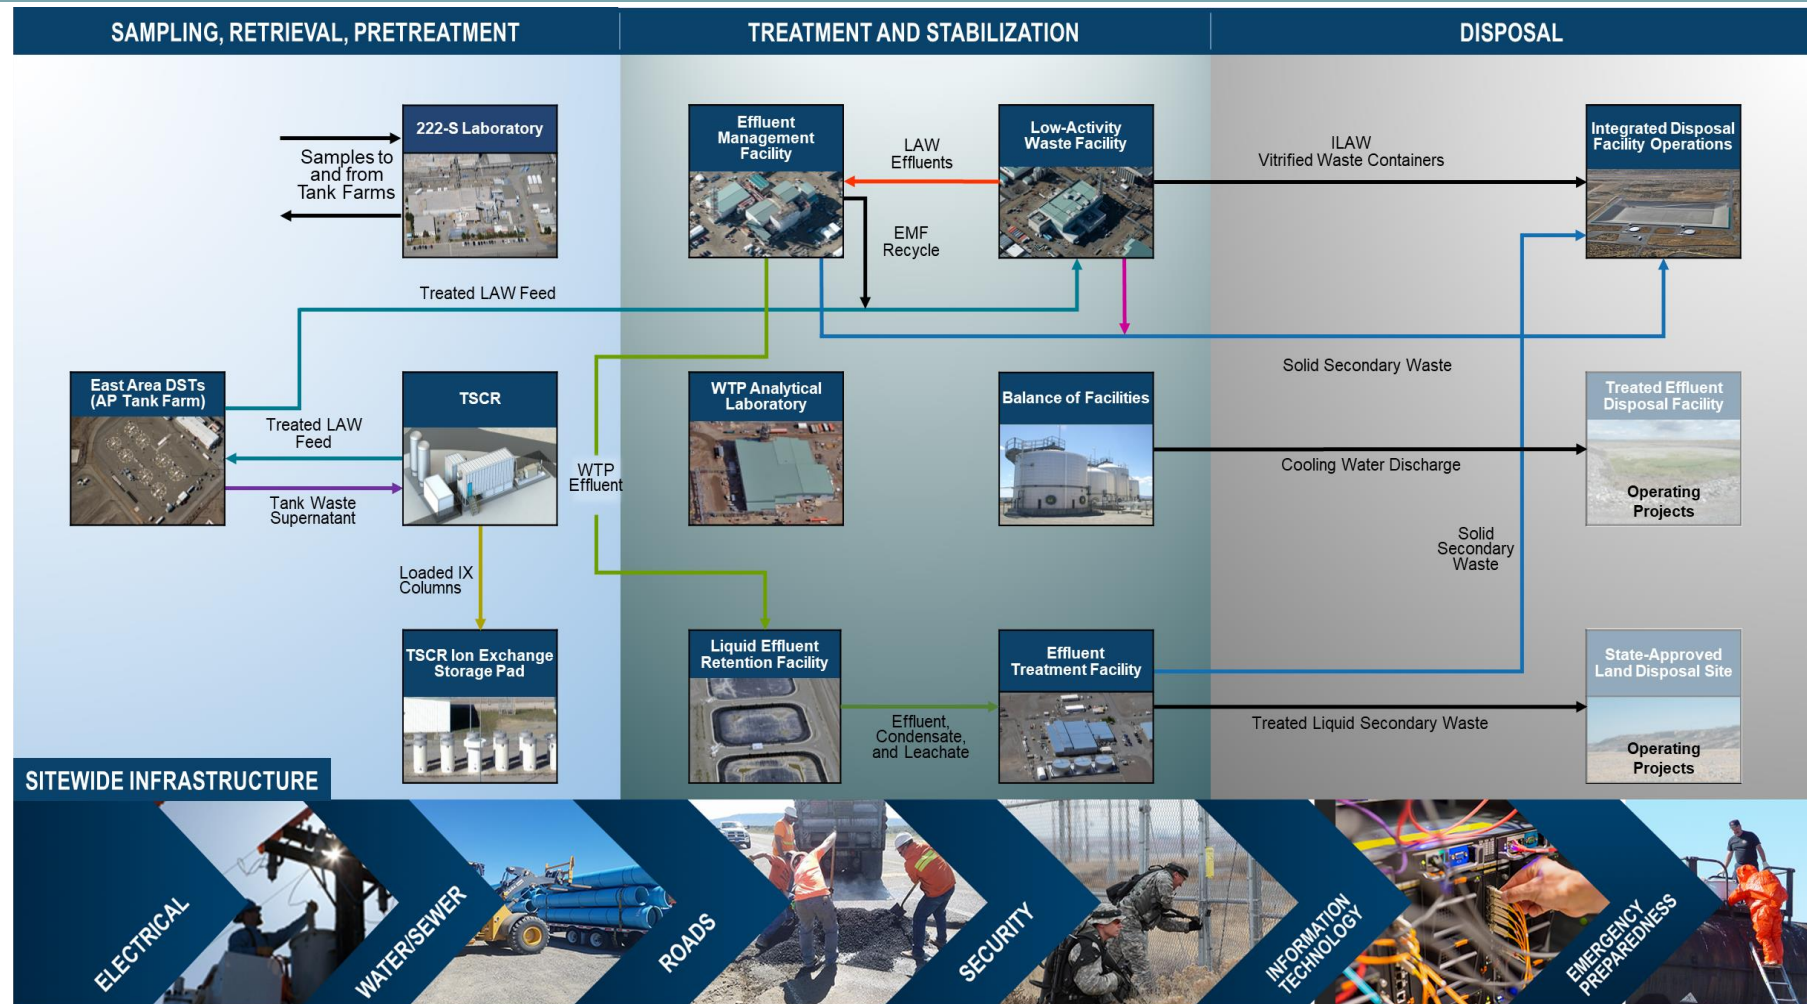 SAMPLING, RETRIEVAL, PRETREATMENT
TREATMENT AND STABILIZATION
DISPOSAL
222-S Laboratory
Samples to
and from
Tank Farms
Effluent
Management
Facility
LAW
Effluents
Low-Activity
Waste Facility
ILAW
Vitrified Waste Containers
Integrated Disposal
Facility Operations
EMF
Recycle
Treated LAW Feed
Solid Secondary Waste
East Area DSTs
(AP Tank Farm)
Treated LAW
Feed
Tank Waste
Supernatant
TSCR
WTP
Effluent
WTP Analytical
Laboratory
Balance of Facilities
Cooling Water Discharge
Treated Effluent
Disposal Facility
Operating
Projects
Loaded IX
Columns
Solid
Secondary
Waste
TSCR Ion Exchange
Storage Pad
Liquid Effluent
Retention Facility
Effluent,
Condensate,
and Leachate
Effluent
Treatment Facility
Treated Liquid Secondary Waste
State-Approved
Land Disposal Site
Operating
Projects
SITEWIDE INFRASTRUCTURE
ELECTRICAL
WATER/SEWER
ROADS
SECURITY
INFORMATION
TECHNOLOGY
EMERGENCY
PREPAREDNESS